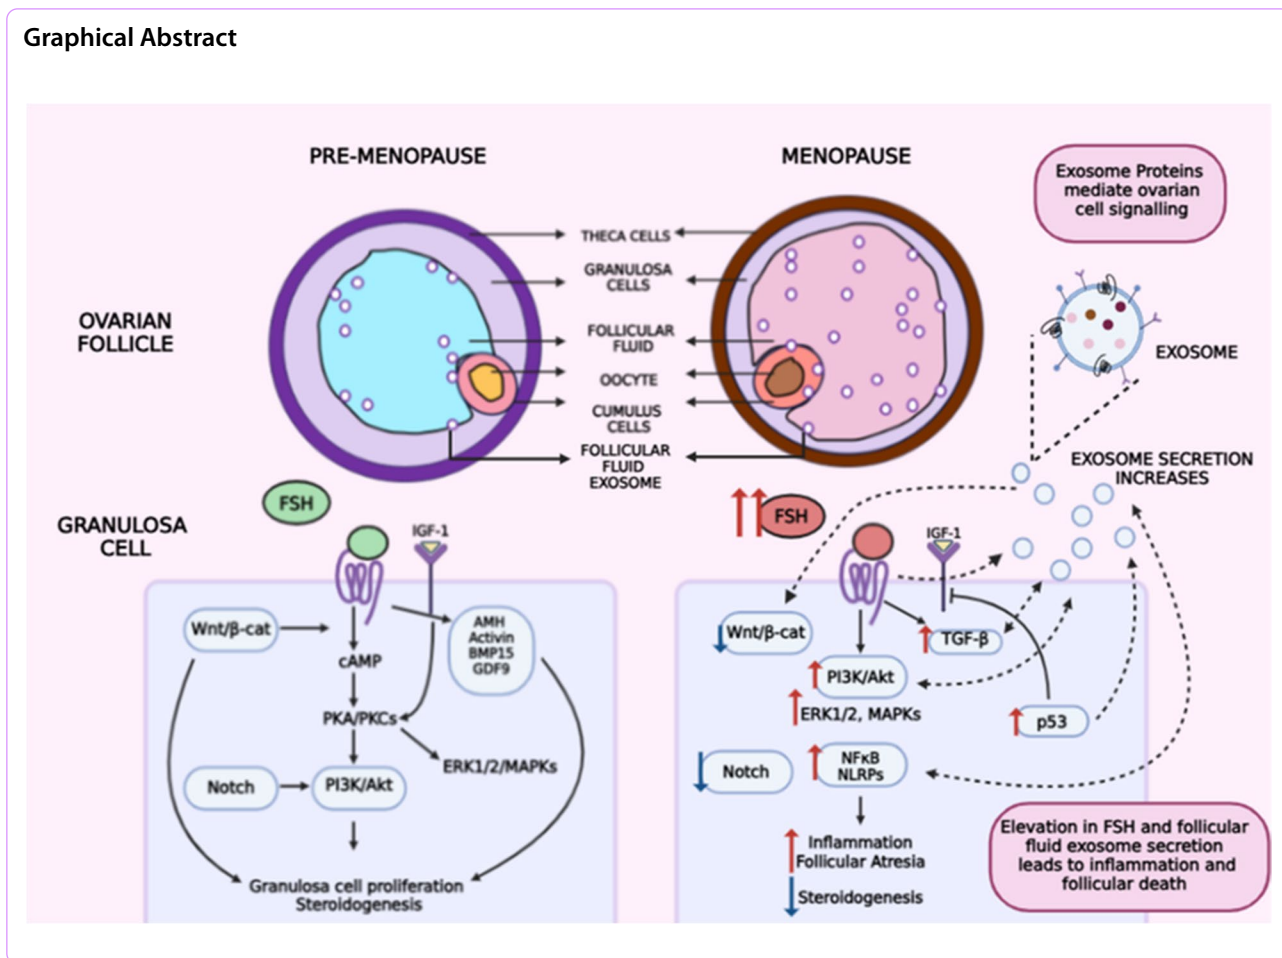 Graphical Abstract
PRE-MENOPAUSE
MENOPAUSE
Exosome Proteins
mediate ovarian
cell signalling
OVARIAN
FOLLICLE
THECA CELLS
GRANULOSA
CELLS
FOLLICULAR
FLUID
OOCYTE
CUMULUS
CELLS
FOLLICULAR
FLUID
EXOSOME
EXOSOME
EXOSOME SECRETION
INCREASES
GRANULOSA
CELL
FSH
IGF-1
Wnt/β-cat
cAMP
AMH
Activin
BMP15
GDF9
PKA/PKCs
ERK1/2/MAPKs
Notch
PI3K/Akt
Granulosa cell proliferation
Steroidogenesis
FSH
IGF-1
Wnt/β-cat
TGF-β
PI3K/Akt
ERK1/2, MAPKs
p53
Notch
NFκB
NLRPs
Inflammation
Follicular Atresia
Steroidogenesis
Elevation in FSH and follicular
fluid exosome secretion
leads to inflammation and
follicular death